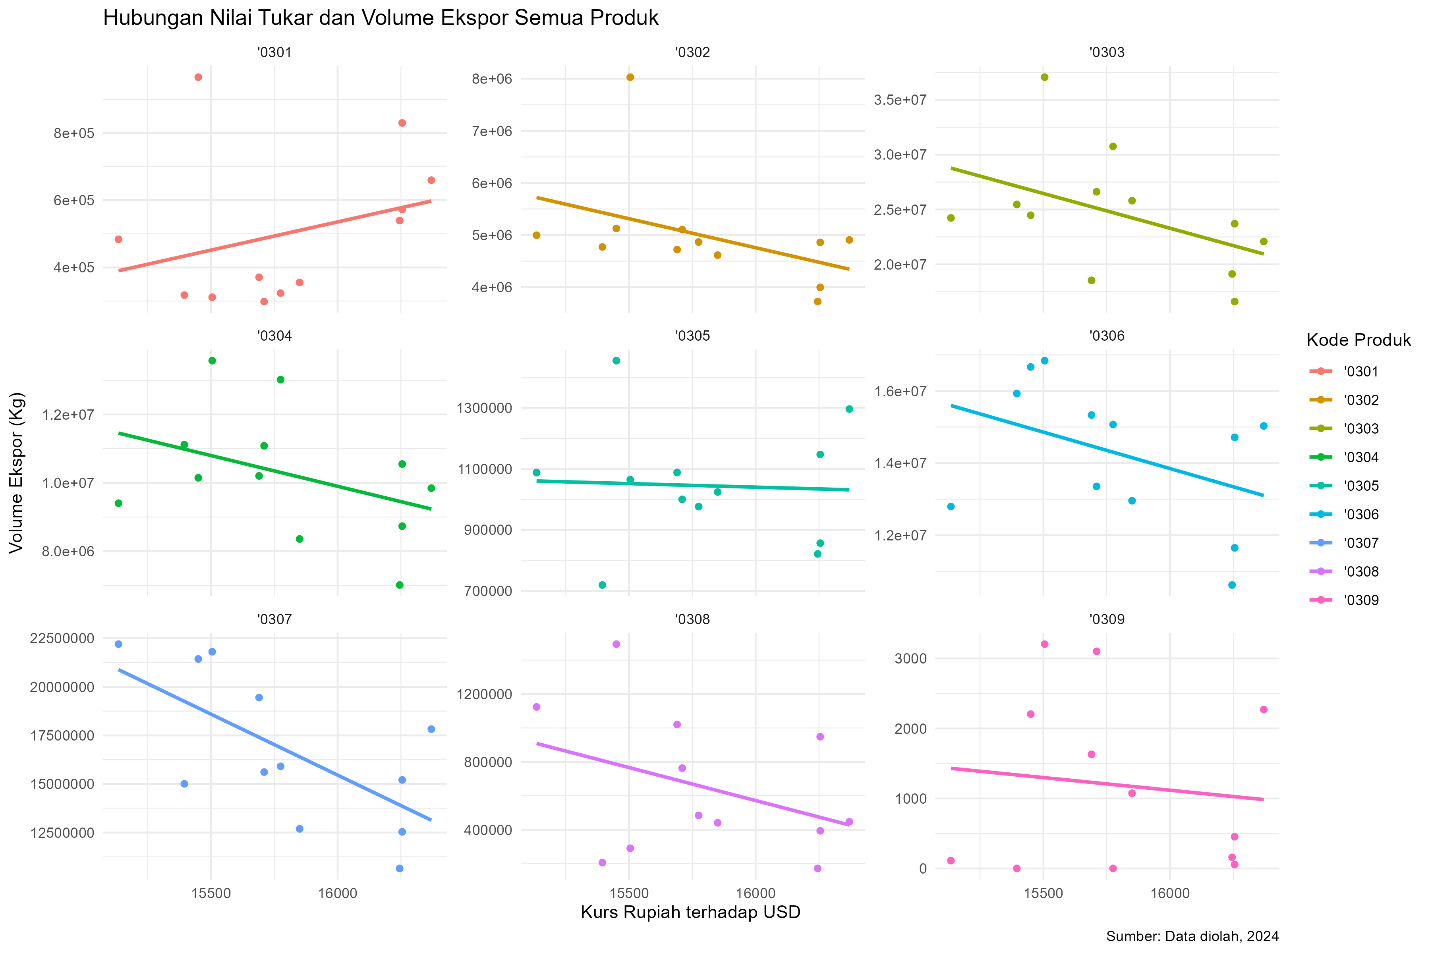 Hubungan Nilai Tukar dan Volume Ekspor Semua Produk
'0301
'0302
'0303
8e+05
6e+05
4e+05
8e+06
7e+06
6e+06
5e+06
4e+06
3.5e+07
3.0e+07
2.5e+07
2.0e+07
'0304
'0305
'0306
1.2e+07
1.0e+07
8.0e+06
1300000
1100000
900000
700000
1.6e+07
1.4e+07
1.2e+07
'0307
'0308
'0309
22500000
20000000
17500000
15000000
12500000
1200000
800000
400000
3000
2000
1000
0
15500 16000
15500 16000
15500 16000
Volume Ekspor (Kg)
Kurs Rupiah terhadap USD
Kode Produk
'0301
'0302
'0303
'0304
'0305
'0306
'0307
'0308
'0309
Sumber: Data diolah, 2024